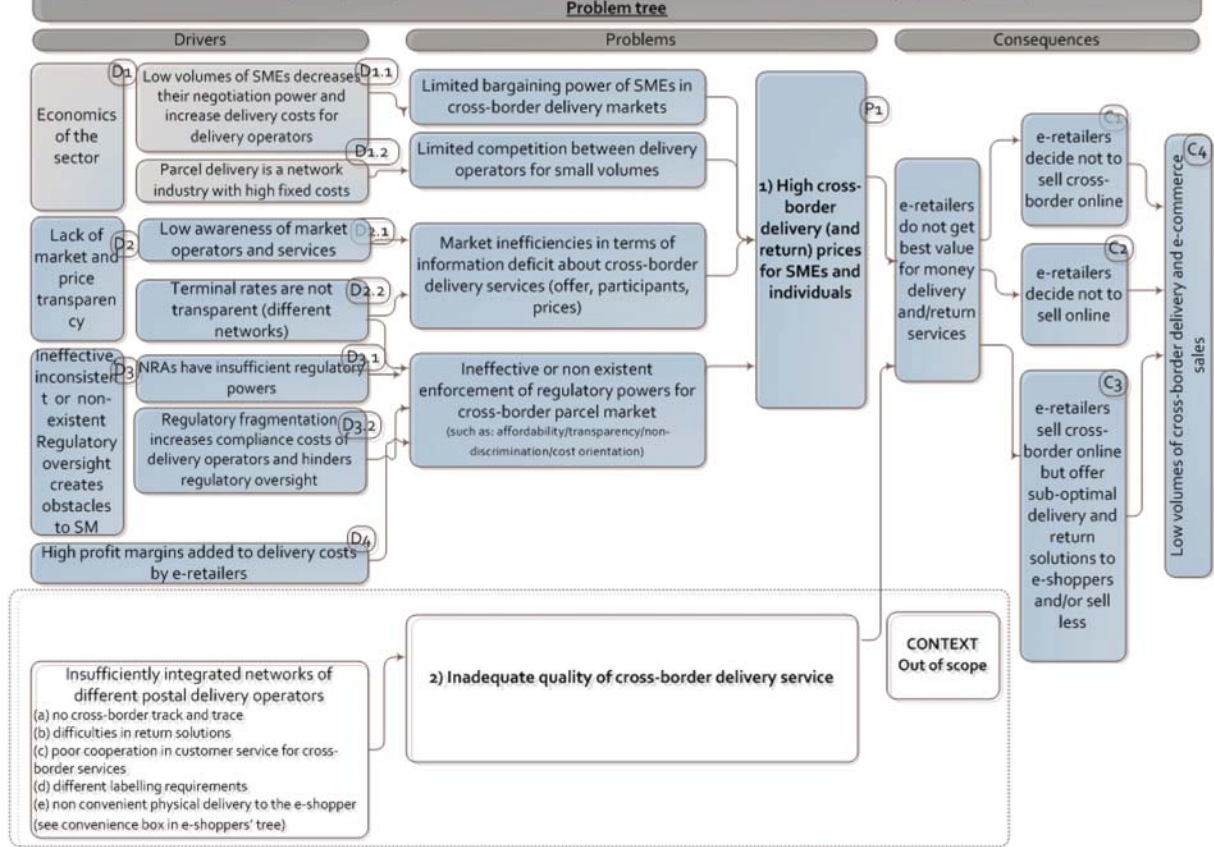 Problem tree
Drivers
Problems
Consequences
D1
Economics
of the
sector
D1.1
Low volumes of SMEs decreases
their negotiation power and
increase delivery costs for
delivery operators
D1.2
Parcel delivery is a network
industry with high fixed costs
D2
Lack of
market and
price
transparen
cy
D2.1
Low awareness of market
operators and services
D2.2
Terminal rates are not
transparent (different
networks)
D3
Ineffective,
inconsisten
t or non-
existent
Regulatory
oversight
creates
obstacles
to SM
D3.1
NRAs have insufficient regulatory
powers
D3.2
Regulatory fragmentation
increases compliance costs of
delivery operators and hinders
regulatory oversight
D4
High profit margins added to delivery costs
by e-retailers
Limited bargaining power of SMEs in
cross-border delivery markets
Limited competition between delivery
operators for small volumes
Market inefficiencies in terms of
information deficit about cross-border
delivery services (offer, participants,
prices)
Ineffective or non existent
enforcement of regulatory powers for
cross-border parcel market
(such as: affordability/transparency/non-
discrimination/cost orientation)
P1
1) High cross-
border
delivery (and
return) prices
for SMEs and
individuals
e-retailers
do not get
best value
for money
delivery
and/return
services
C1
e-retailers
decide not to
sell cross-
border online
C2
e-retailers
decide not to
sell online
C3
e-retailers
sell cross-
border online
but offer
sub-optimal
delivery and
return
solutions to
e-shoppers
and/or sell
less
C4
Low volumes of cross-border delivery and e-commerce
sales
Insufficiently integrated networks of
different postal delivery operators
(a) no cross-border track and trace
(b) difficulties in return solutions
(c) poor cooperation in customer service for cross-
border services
(d) different labelling requirements
(e) non convenient physical delivery to the e-shopper
(see convenience box in e-shoppers' tree)
2) Inadequate quality of cross-border delivery service
CONTEXT
Out of scope